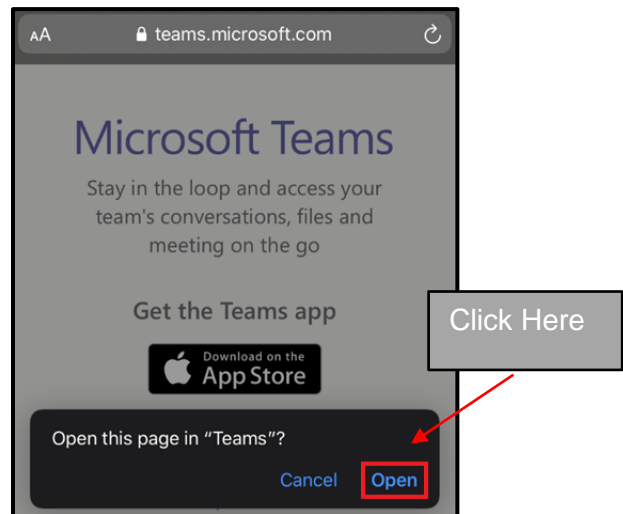 AA teams.microsoft.com
Microsoft Teams
Stay in the loop and access your
team's conversations, files and
meeting on the go
Get the Teams app
Click Here
Download on the
App Store
Open this page in “Teams”?
Cancel Open